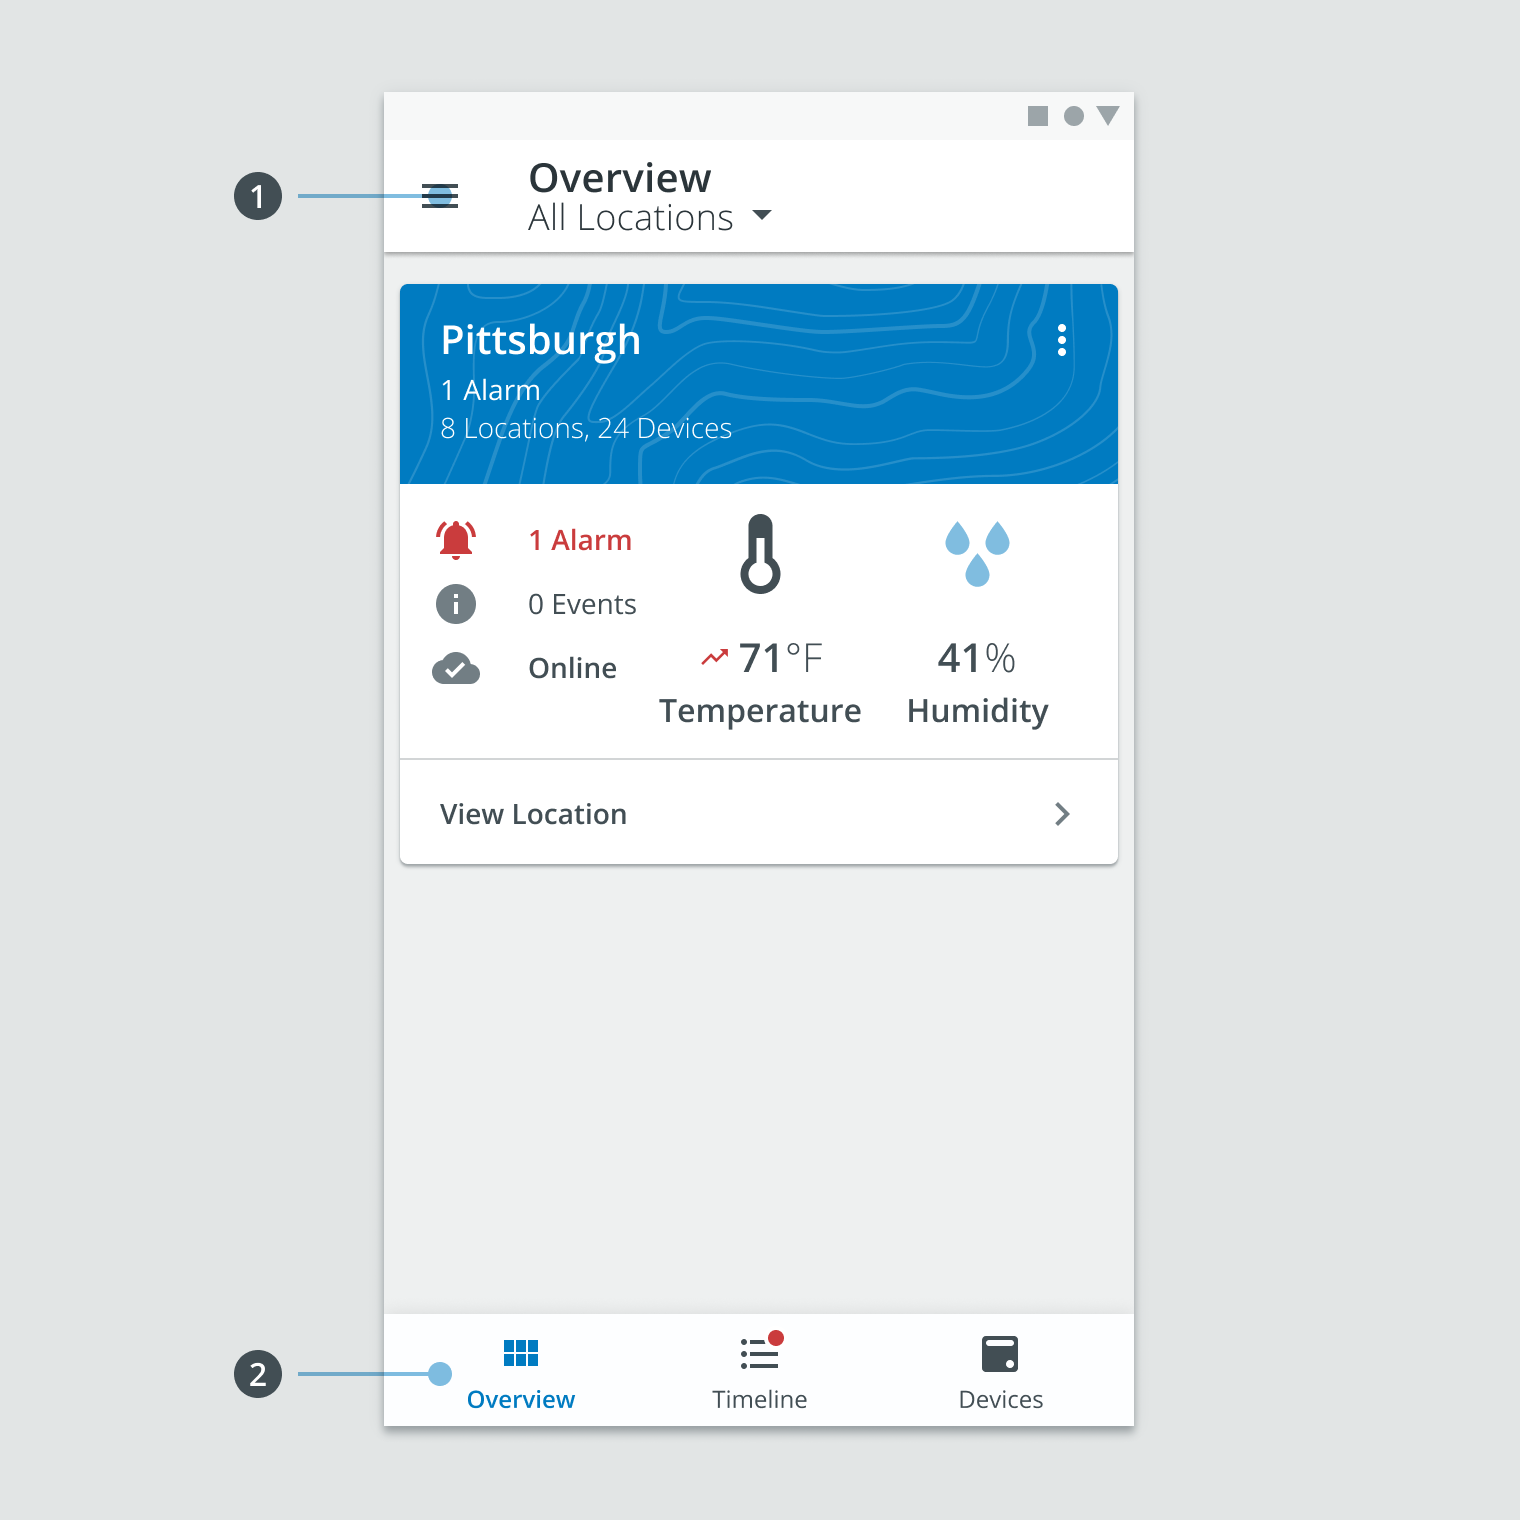 1
Overview
All Locations
Pittsburgh
1 Alarm
8 Locations, 24 Devices
1 Alarm
0 Events
Online
71°F
Temperature
41%
Humidity
View Location
2
Overview
Timeline
Devices